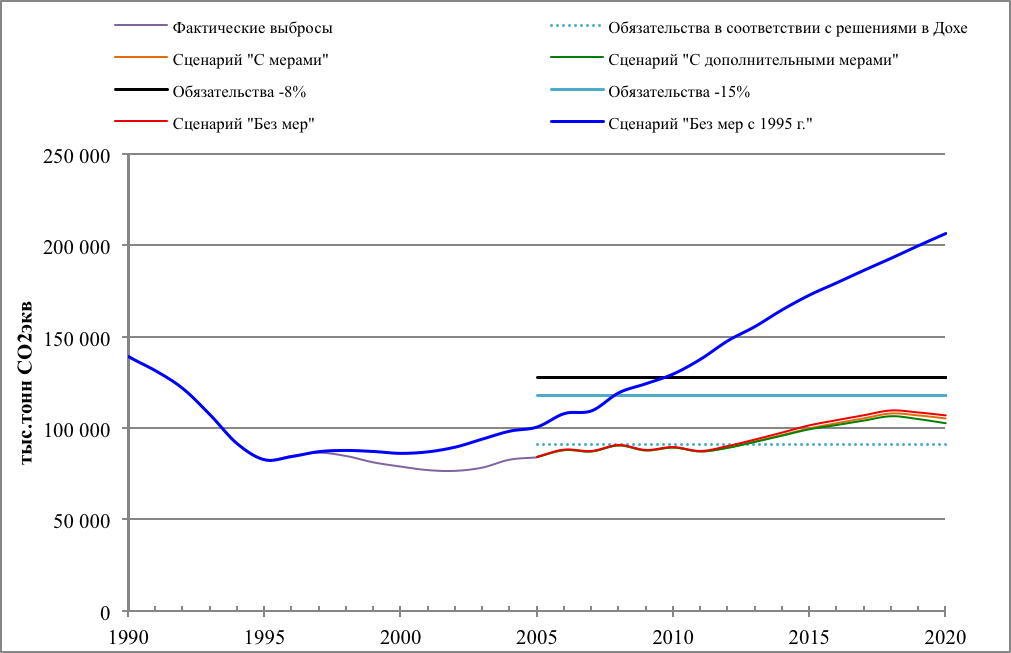 Фактические выбросы
Обязательства в соответствии с решениями в Дохе
Сценарий "С мерами"
Сценарий "С дополнительными мерами"
Обязательства -8%
Обязательства -15%
Сценарий "Без мер"
Сценарий "Без мер с 1995 г."
тыс.тонн СО2экв
250 000
200 000
150 000
100 000
50 000
0
1990 1995 2000 2005 2010 2015 2020